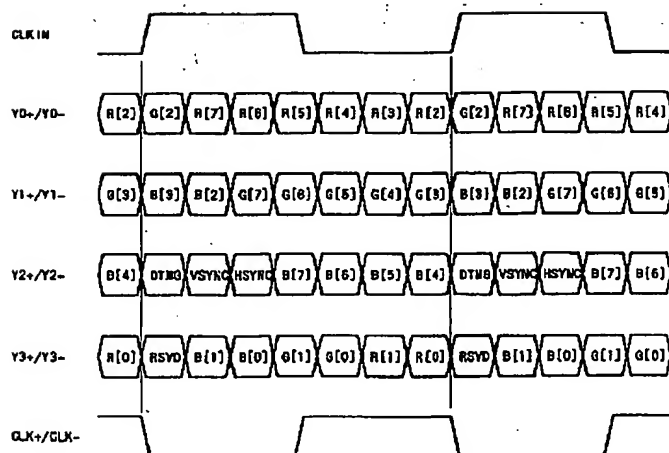 CLK IN
Y0+/Y0- R[2] G[2] R[7] R[6] R[5] R[4] R[3] R[2] G[2] R[7] R[6] R[5] R[4]
Y1+/Y1- G[3] B[3] B[2] G[7] G[6] G[5] G[4] G[3] B[3] B[2] G[7] G[6] G[5]
Y2+/Y2- B[4] DTMG VSYNC HSYNC B[7] B[6] B[5] B[4] DTMG VSYNC HSYNC B[7] B[6]
Y3+/Y3- R[0] RSVD B[1] B[0] G[1] G[0] R[1] R[0] RSVD B[1] B[0] G[1] G[0]
CLK+/CLK-